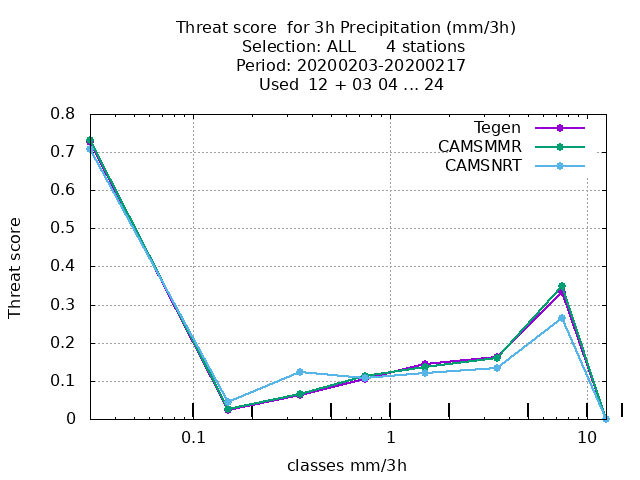 Threat score  for 3h Precipitation (mm/3h)
Selection: ALL      4 stations
Period: 20200203-20200217
Used  12 + 03 04 ... 24
Tegen
CAMSMMR
CAMSNRT
Threat score
0.8
0.7
0.6
0.5
0.4
0.3
0.2
0.1
0
0.1 1 10
classes mm/3h